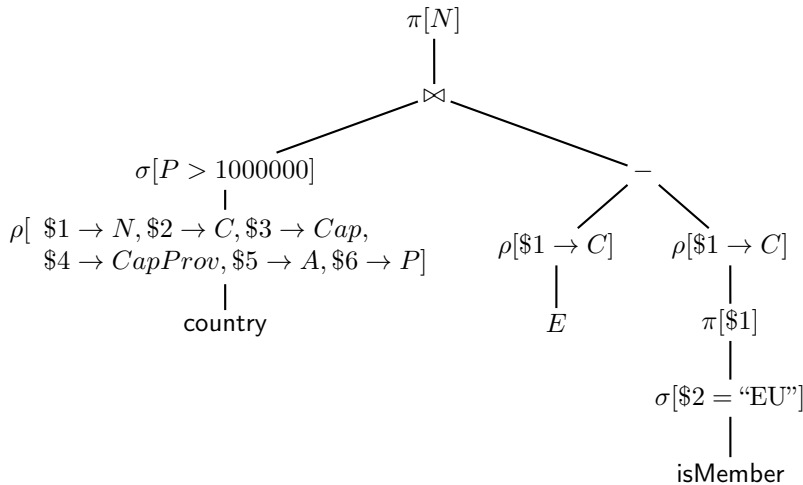 π[N]
⋈
σ[P > 1000000]
−
ρ[ $1 → N, $2 → C, $3 → Cap,
$4 → CapProv, $5 → A, $6 → P]
ρ[$1 → C]
ρ[$1 → C]
country
E
π[$1]
σ[$2 = “EU”]
isMember